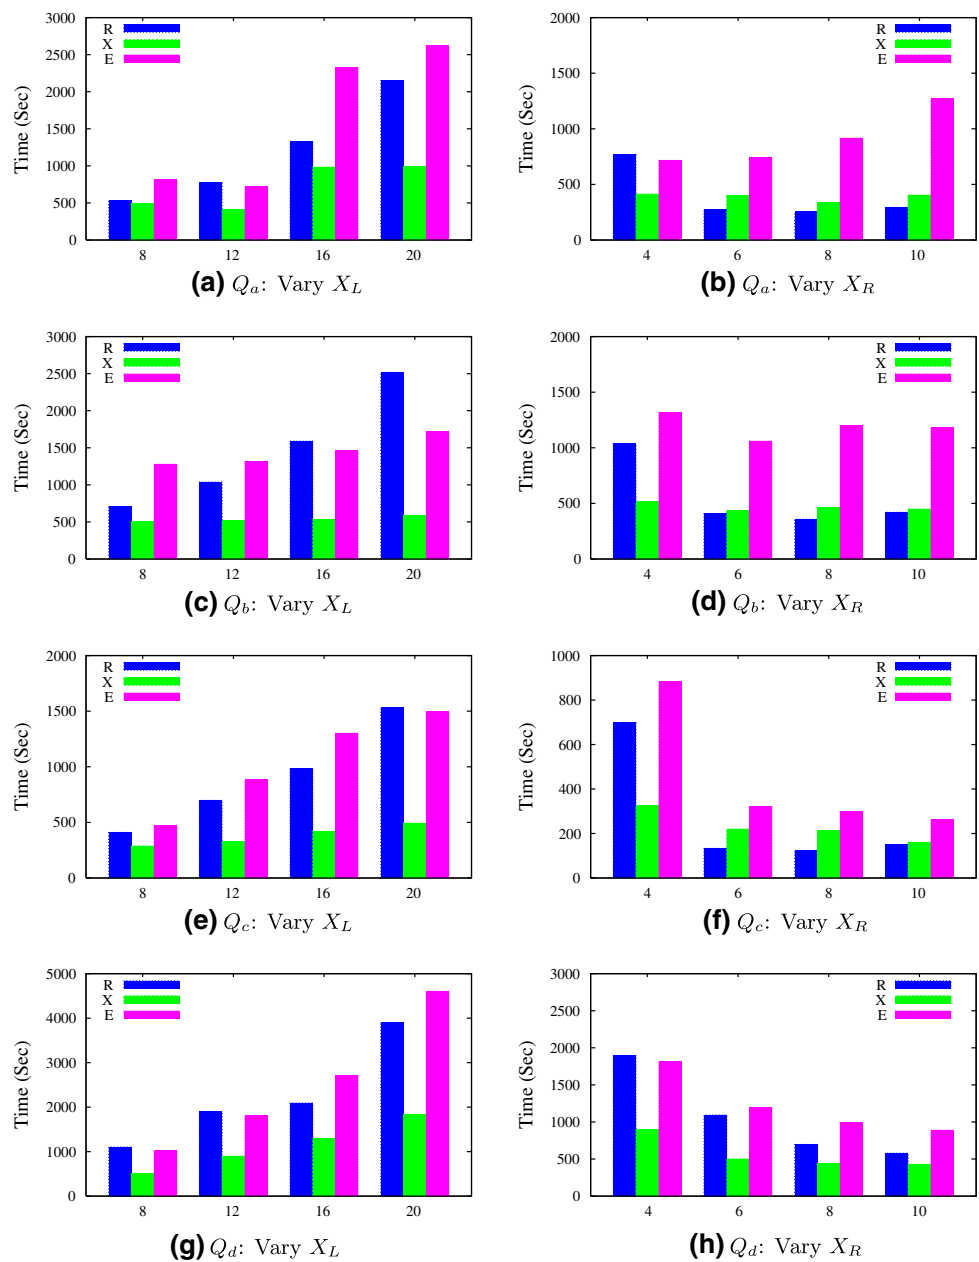 3000
2500
2000
1500
1000
500
0
Time (Sec)
R
X
E
8 12 16 20
(a) Qa: Vary XL
2000
1500
1000
500
0
Time (Sec)
R
X
E
4 6 8 10
(b) Qa: Vary XR
3000
2500
2000
1500
1000
500
0
Time (Sec)
R
X
E
8 12 16 20
(c) Qb: Vary XL
2000
1500
1000
500
0
Time (Sec)
R
X
E
4 6 8 10
(d) Qb: Vary XR
2000
1500
1000
500
0
Time (Sec)
R
X
E
8 12 16 20
(e) Qc: Vary XL
1000
800
600
400
200
0
Time (Sec)
R
X
E
4 6 8 10
(f) Qc: Vary XR
5000
4000
3000
2000
1000
0
Time (Sec)
R
X
E
8 12 16 20
(g) Qd: Vary XL
3000
2500
2000
1500
1000
500
0
Time (Sec)
R
X
E
4 6 8 10
(h) Qd: Vary XR